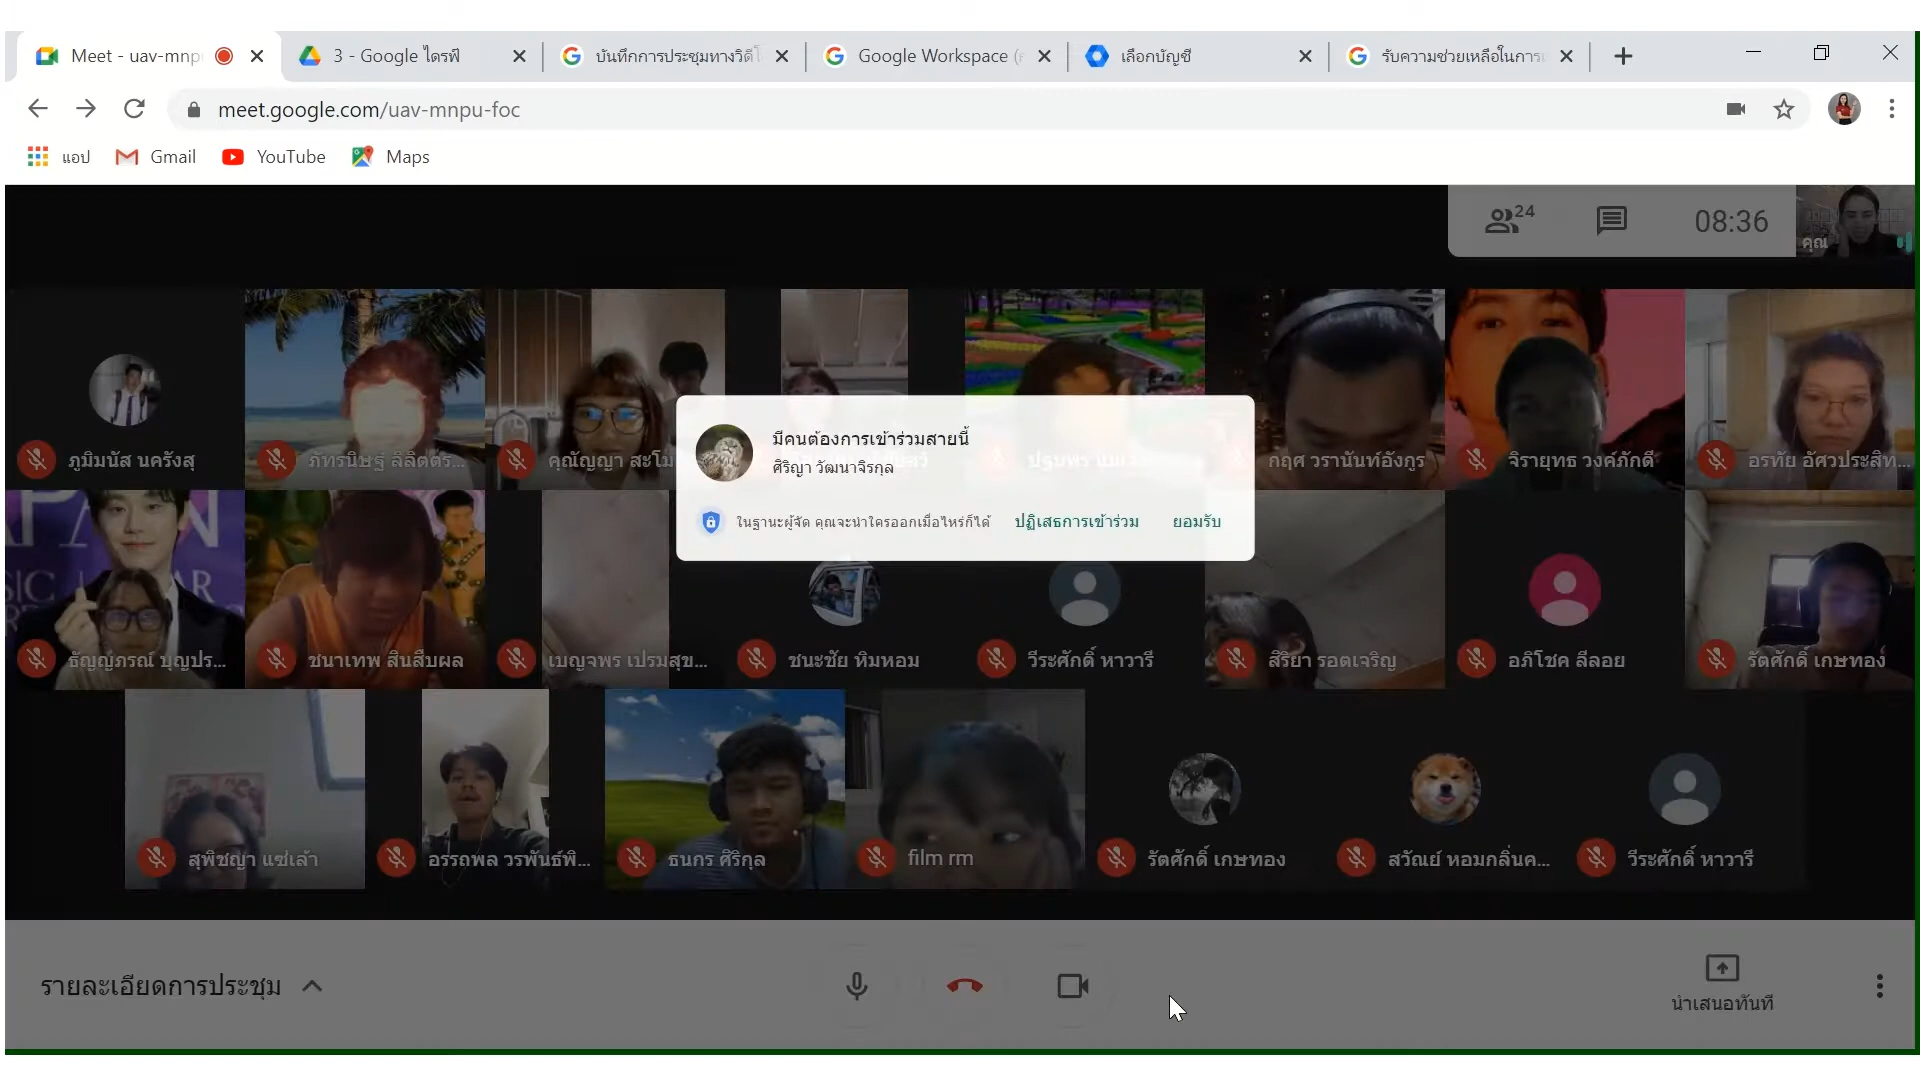 Meet - uav-mnp
3 - Google ไดรฟ์
บันทึกการประชุมทางวิดีโ
Google Workspace (
เลือกบัญชี
รับความช่วยเหลือในการ
meet.google.com/uav-mnpu-foc
แอป
Gmail
YouTube
Maps
24
08:36
คุณ
มีคนต้องการเข้าร่วมสายนี้
ศิริญา วัฒนาจิรกุล
ในฐานะผู้จัด คุณจะนำใครออกเมื่อไหร่ก็ได้
ปฏิเสธการเข้าร่วม
ยอมรับ
ภูมิมนัส นครังสุ
ภัทรนิษฐ์ ลิลิตตร...
คุณัญญา สะโม
กฤศ วรานันท์อังกูร
จิรายุทธ วงค์ภักดี
อรทัย อัศวประสิท...
ธัญญ์ภรณ์ บุญปร...
ชนาเทพ สินสืบผล
เบญจพร เปรมสุข...
ชนะชัย หิมหอม
วีระศักดิ์ หาวารี
สิริยา รอตเจริญ
อภิโชค ลีลอย
รัตศักดิ์ เกษทอง
สุพิชญา แซ่เล้า
อรรถพล วรพันธ์พิ...
ธนกร ศิริกุล
film rm
รัตศักดิ์ เกษทอง
สวัณย์ หอมกลิ่นค...
วีระศักดิ์ หาวารี
รายละเอียดการประชุม
นำเสนอทันที